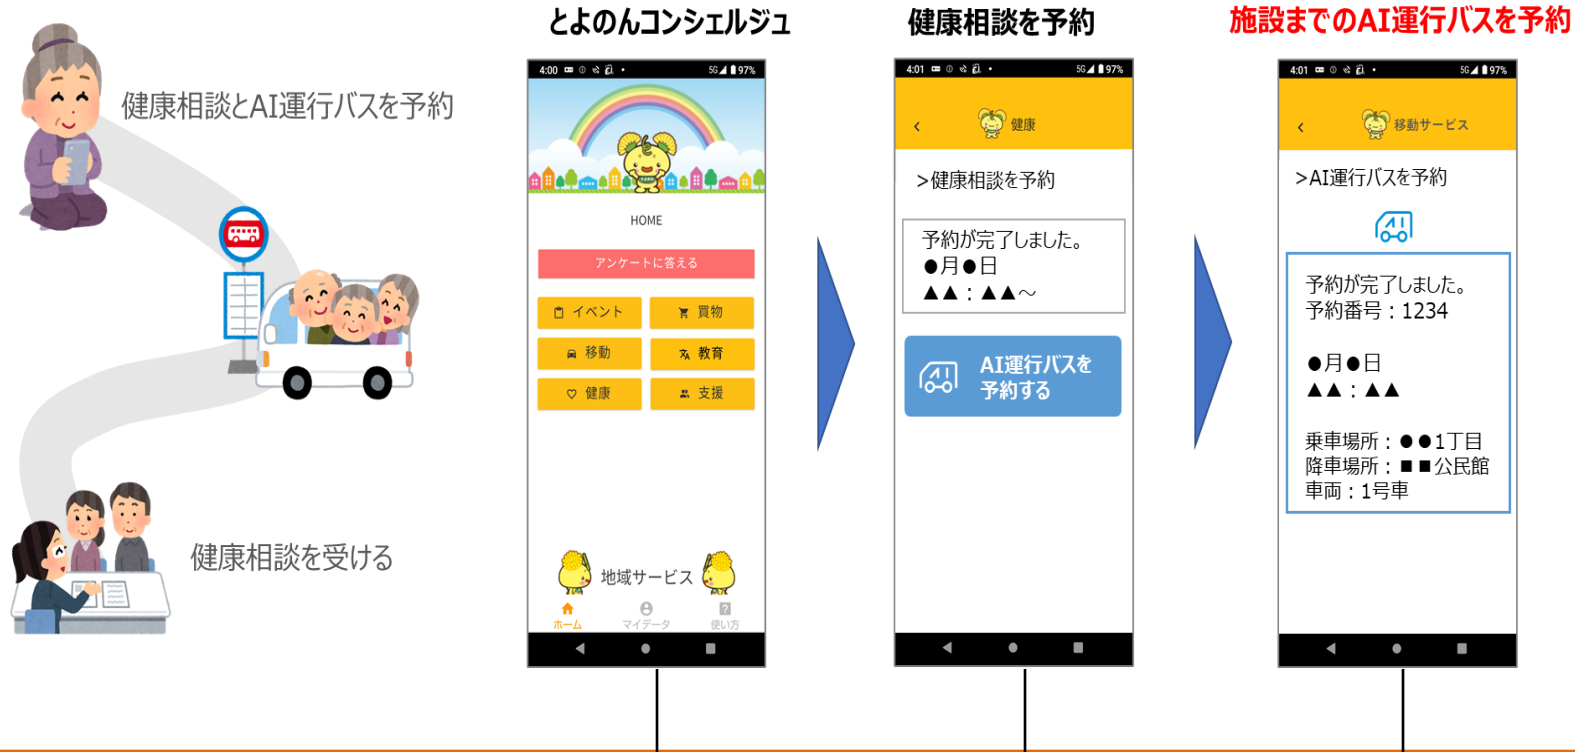 とよのんコンシェルジュ
健康相談を予約
施設までのAI運行バスを予約
健康相談とAI運行バスを予約
健康相談を受ける
4:00
5G 97%
HOME
アンケートに答える
イベント
買物
移動
教育
健康
支援
地域サービス
ホーム
マイデータ
使い方
4:01
5G 97%
健康
>健康相談を予約
予約が完了しました。
●月●日
▲▲：▲▲～
AI運行バスを
予約する
4:01
5G 97%
移動サービス
>AI運行バスを予約
予約が完了しました。
予約番号：1234
●月●日
▲▲：▲▲
乗車場所：●●1丁目
降車場所：■■公民館
車両：1号車